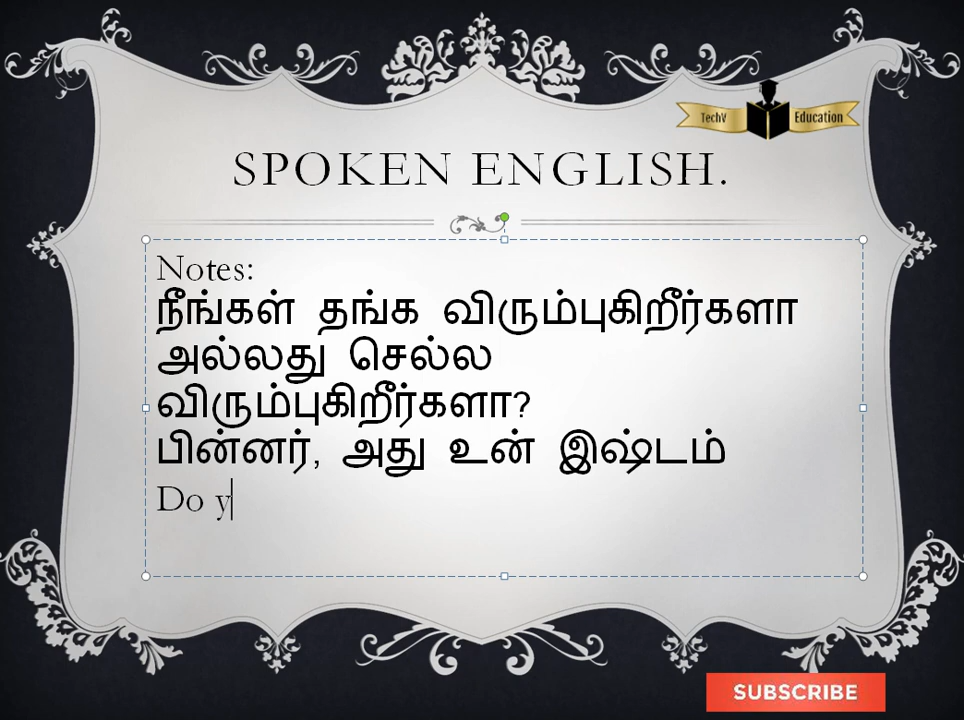 TechV Education
SPOKEN ENGLISH.
Notes:
நீங்கள் தங்க விரும்புகிறீர்களா
அல்லது செல்ல
விரும்புகிறீர்களா?
பின்னர், அது உன் இஷ்டம்
Do y
SUBSCRIBE